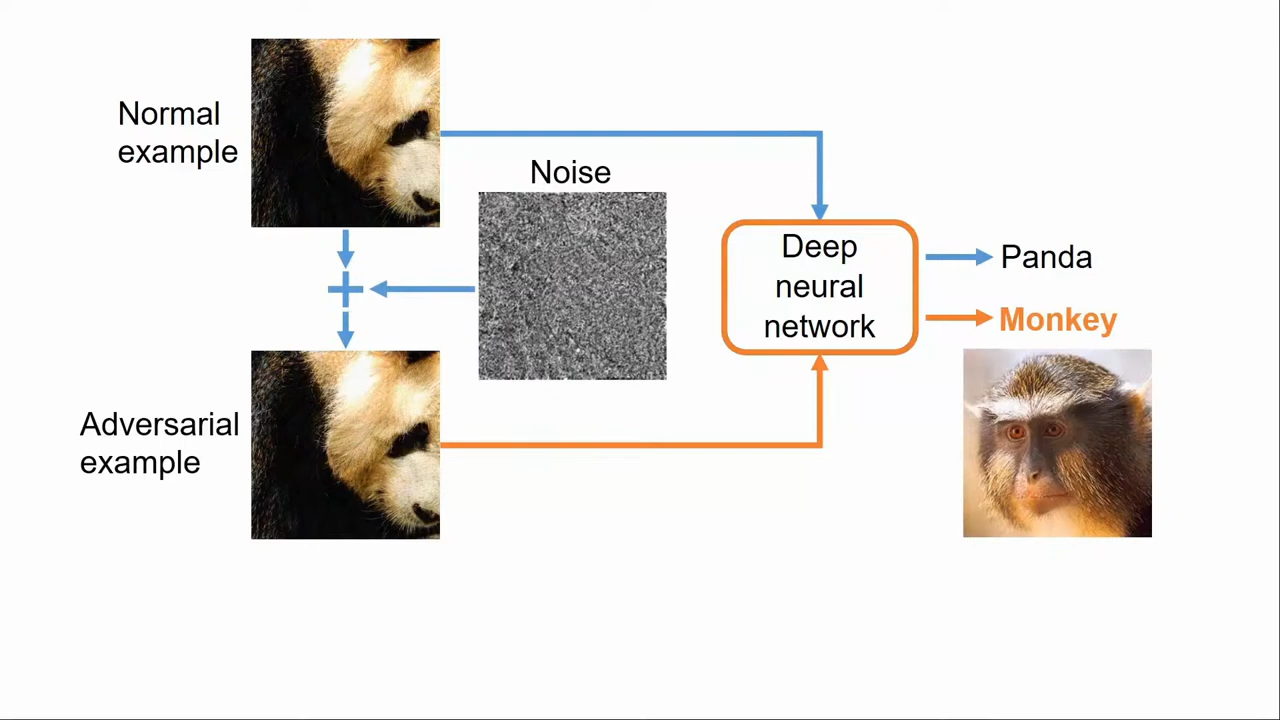 Normal
example
Noise
Deep
neural
network
Panda
Monkey
Adversarial
example